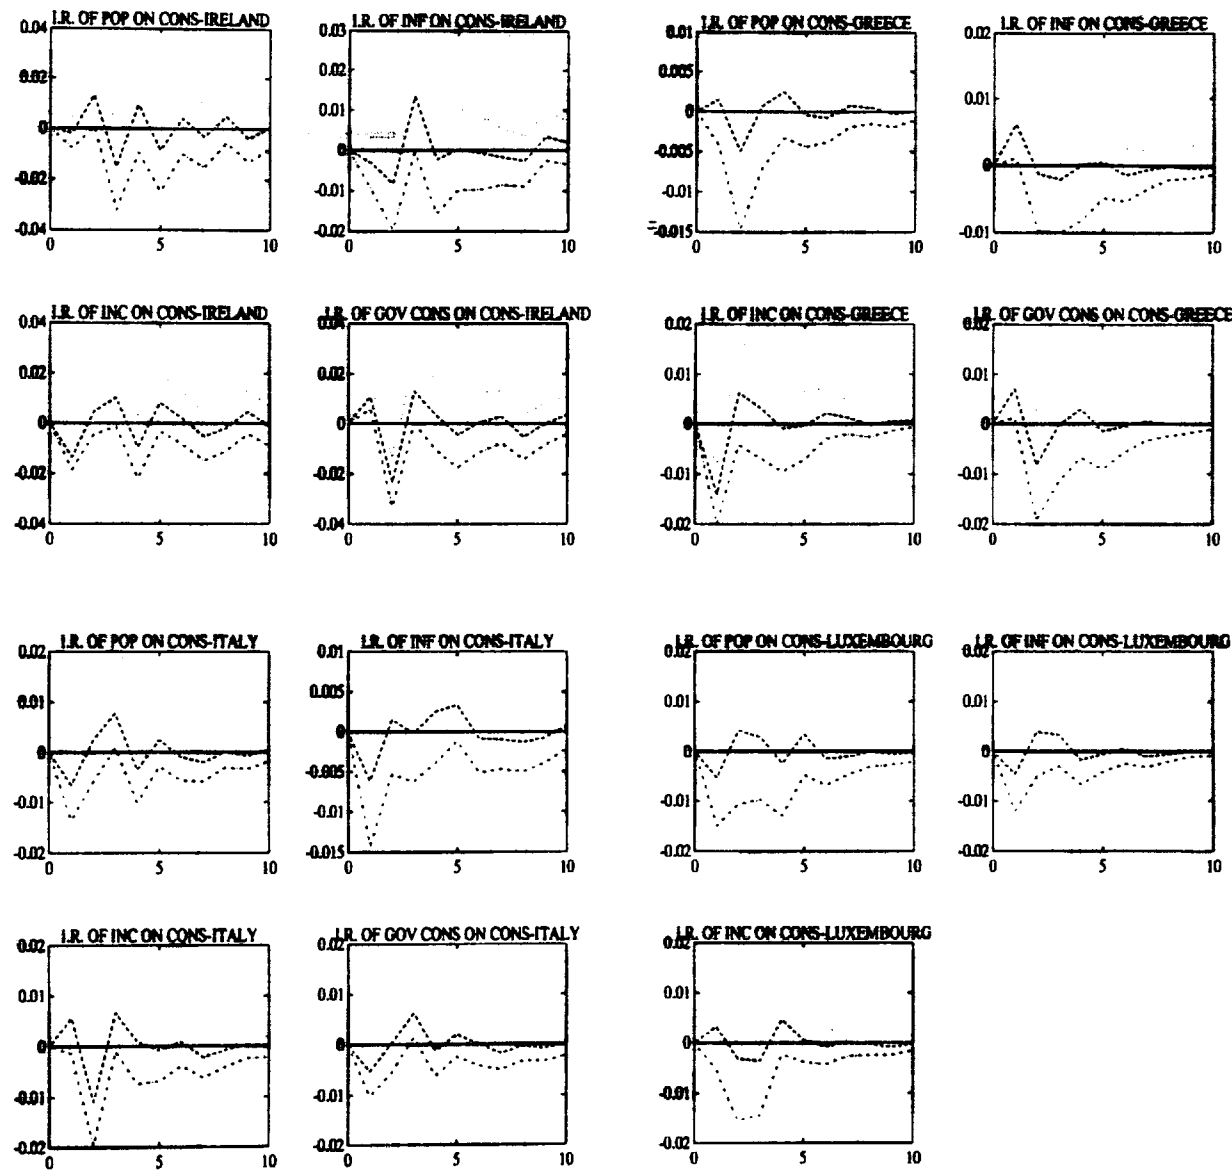 I.R. OF POP ON CONS-IRELAND
0.04
0.02
0
-0.02
-0.04
0 5 10
I.R. OF INF ON CONS-IRELAND
0.03
0.02
0.01
0
-0.01
-0.02
0 5 10
I.R. OF POP ON CONS-GREECE
0.01
0.005
0
-0.005
-0.01
-0.015
0 5 10
I.R. OF INF ON CONS-GREECE
0.02
0.01
0
-0.01
0 5 10
I.R. OF INC ON CONS-IRELAND
0.04
0.02
0
-0.02
-0.04
0 5 10
I.R. OF GOV CONS ON CONS-IRELAND
0.04
0.02
0
-0.02
-0.04
0 5 10
I.R. OF INC ON CONS-GREECE
0.02
0.01
0
-0.01
-0.02
0 5 10
I.R. OF GOV CONS ON CONS-GREECE
0.02
0.01
0
-0.01
-0.02
0 5 10
I.R. OF POP ON CONS-ITALY
0.02
0.01
0
-0.01
-0.02
0 5 10
I.R. OF INF ON CONS-ITALY
0.01
0.005
0
-0.005
-0.01
-0.015
0 5 10
I.R. OF POP ON CONS-LUXEMBOURG
0.02
0.01
0
-0.01
-0.02
0 5 10
I.R. OF INF ON CONS-LUXEMBOURG
0.02
0.01
0
-0.01
-0.02
0 5 10
I.R. OF INC ON CONS-ITALY
0.02
0.01
0
-0.01
-0.02
0 5 10
I.R. OF GOV CONS ON CONS-ITALY
0.02
0.01
0
-0.01
-0.02
0 5 10
I.R. OF INC ON CONS-LUXEMBOURG
0.02
0.01
0
-0.01
-0.02
0 5 10